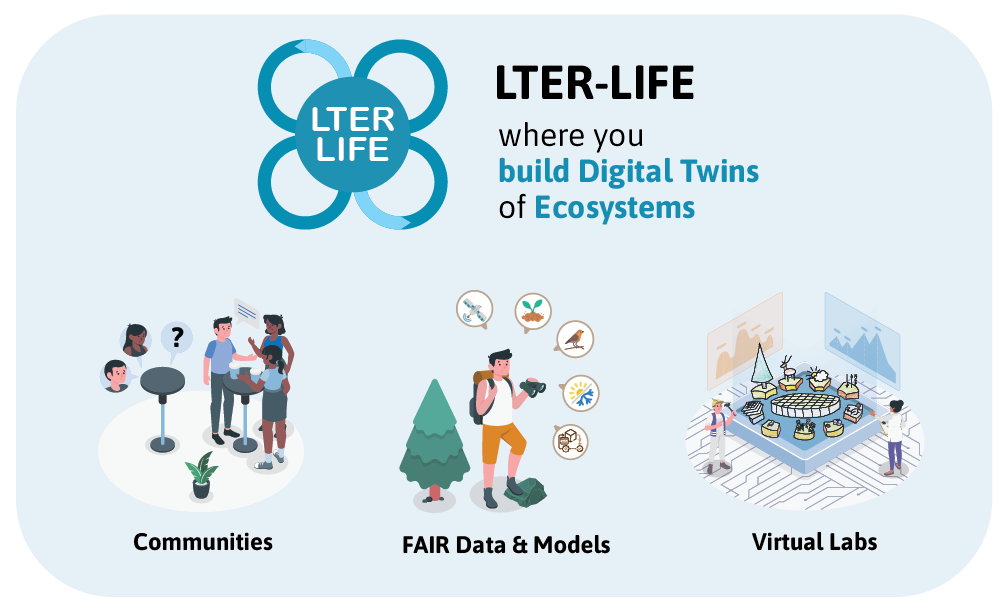 LTER
LIFE
LTER-LIFE
where you
build Digital Twins
of Ecosystems
?
Communities
FAIR Data & Models
Virtual Labs